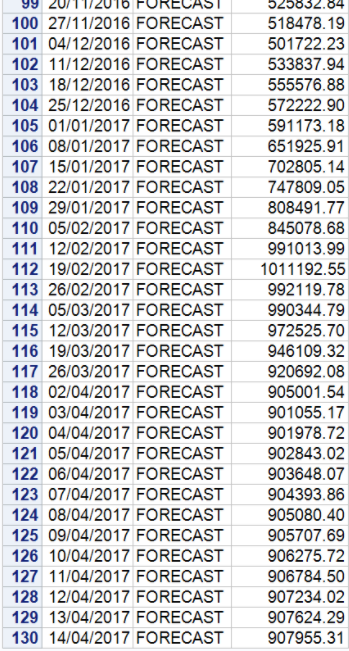 99 20/11/2016 FORECAST 525832.84
100 27/11/2016 FORECAST 518478.19
101 04/12/2016 FORECAST 501722.23
102 11/12/2016 FORECAST 533837.94
103 18/12/2016 FORECAST 555576.88
104 25/12/2016 FORECAST 572222.90
105 01/01/2017 FORECAST 591173.18
106 08/01/2017 FORECAST 651925.91
107 15/01/2017 FORECAST 702805.14
108 22/01/2017 FORECAST 747809.05
109 29/01/2017 FORECAST 808491.77
110 05/02/2017 FORECAST 845078.68
111 12/02/2017 FORECAST 991013.99
112 19/02/2017 FORECAST 1011192.55
113 26/02/2017 FORECAST 992119.78
114 05/03/2017 FORECAST 990344.79
115 12/03/2017 FORECAST 972525.70
116 19/03/2017 FORECAST 946109.32
117 26/03/2017 FORECAST 920692.08
118 02/04/2017 FORECAST 905001.54
119 03/04/2017 FORECAST 901055.17
120 04/04/2017 FORECAST 901978.72
121 05/04/2017 FORECAST 902843.02
122 06/04/2017 FORECAST 903648.07
123 07/04/2017 FORECAST 904393.86
124 08/04/2017 FORECAST 905080.40
125 09/04/2017 FORECAST 905707.69
126 10/04/2017 FORECAST 906275.72
127 11/04/2017 FORECAST 906784.50
128 12/04/2017 FORECAST 907234.02
129 13/04/2017 FORECAST 907624.29
130 14/04/2017 FORECAST 907955.31